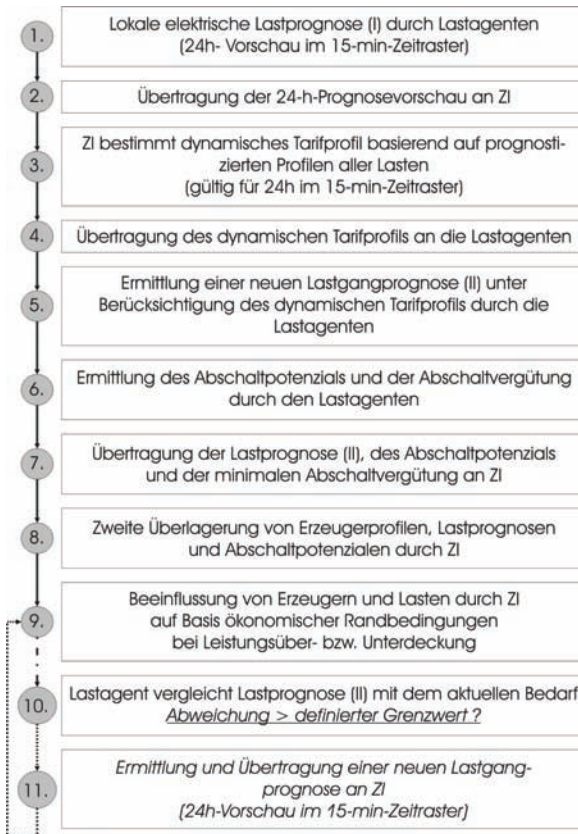 1.
Lokale elektrische Lastprognose (I) durch Lastagenten
(24h- Vorschau im 15-min-Zeitraster)
2.
Übertragung der 24-h-Prognosevorschau an ZI
3.
ZI bestimmt dynamisches Tarifprofil basierend auf prognosti-
zierten Profilen aller Lasten
(gültig für 24h im 15-min-Zeitraster)
4.
Übertragung des dynamischen Tarifprofils an die Lastagenten
5.
Ermittlung einer neuen Lastgangprognose (II) unter
Berücksichtigung des dynamischen Tarifprofils durch die
Lastagenten
6.
Ermittlung des Abschaltpotenzials und der Abschaltvergütung
durch den Lastagenten
7.
Übertragung der Lastprognose (II), des Abschaltpotenzials
und der minimalen Abschaltvergütung an ZI
8.
Zweite Überlagerung von Erzeugerprofilen, Lastprognosen
und Abschaltpotenzialen durch ZI
9.
Beeinflussung von Erzeugern und Lasten durch ZI
auf Basis ökonomischer Randbedingungen
bei Leistungsüber- bzw. Unterdeckung
10.
Lastagent vergleicht Lastprognose (II) mit dem aktuellen Bedarf
Abweichung > definierter Grenzwert ?
11.
Ermittlung und Übertragung einer neuen Lastgang-
prognose an ZI
(24h-Vorschau im 15-min-Zeitraster)